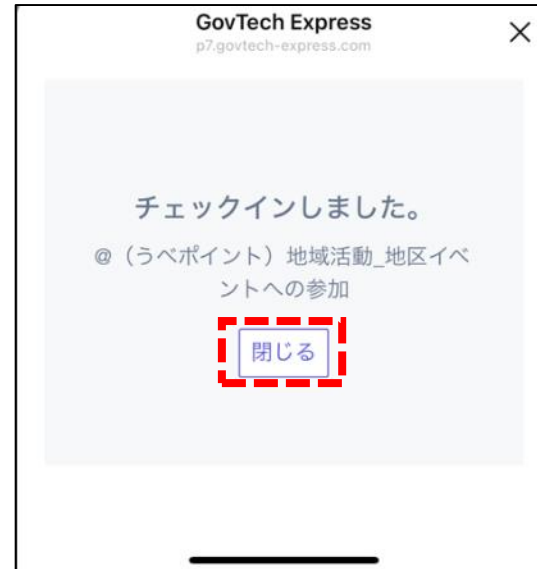 GovTech Express
p7.govtech-express.com
チェックインしました。
@（うべポイント）地域活動_地区イベ
ントへの参加
閉じる